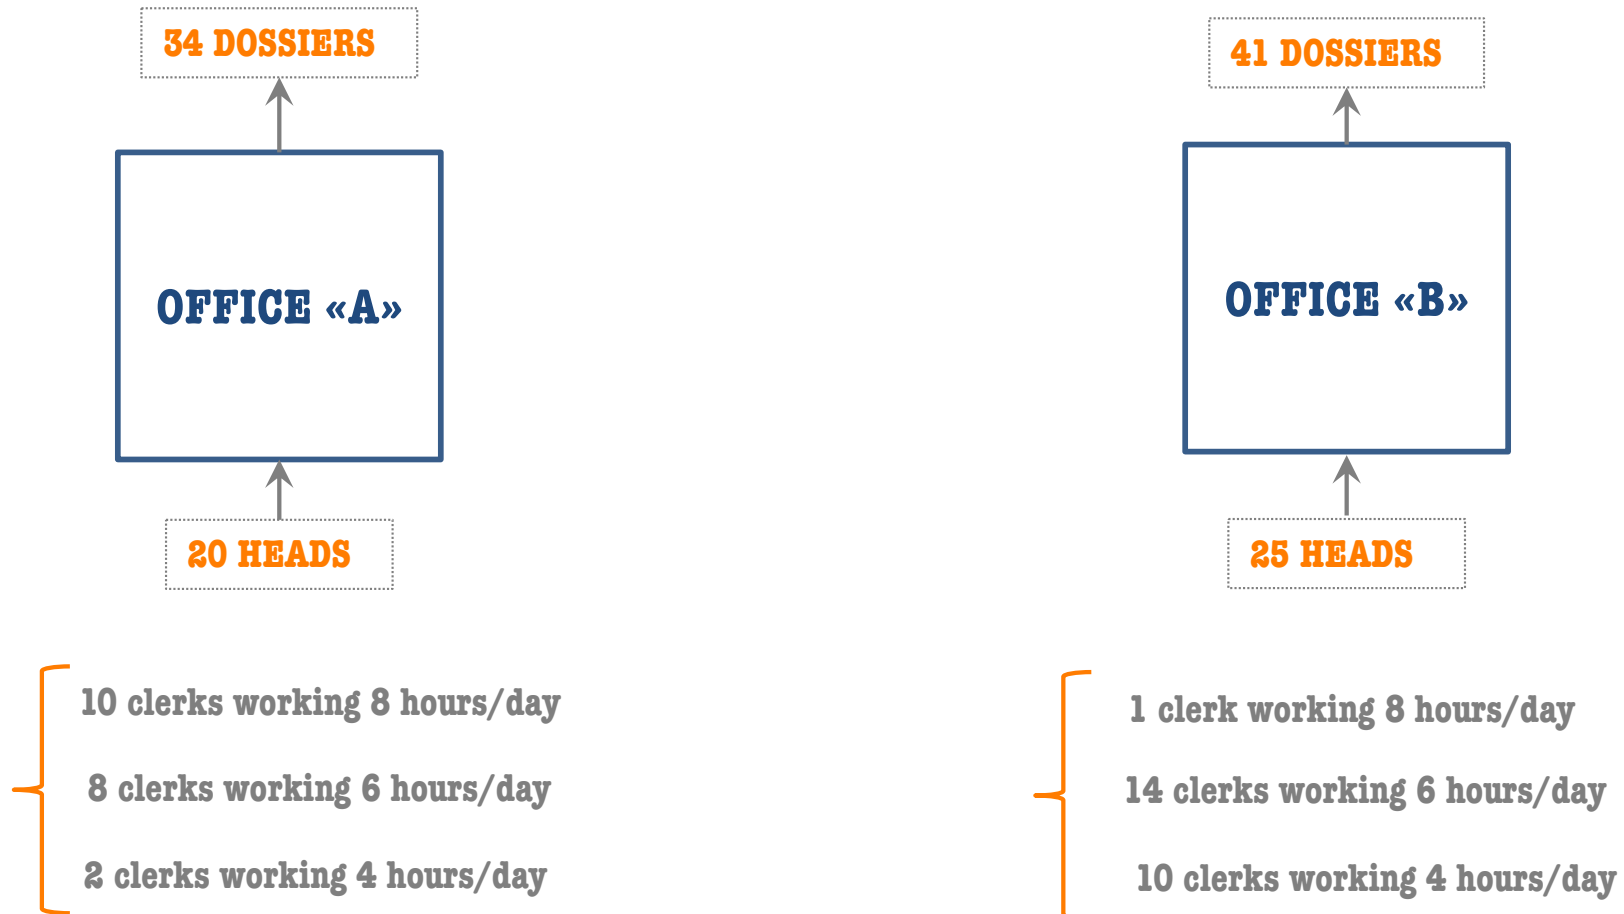 34 DOSSIERS
OFFICE «A»
20 HEADS
10 clerks working 8 hours/day
8 clerks working 6 hours/day
2 clerks working 4 hours/day
41 DOSSIERS
OFFICE «B»
25 HEADS
1 clerk working 8 hours/day
14 clerks working 6 hours/day
10 clerks working 4 hours/day